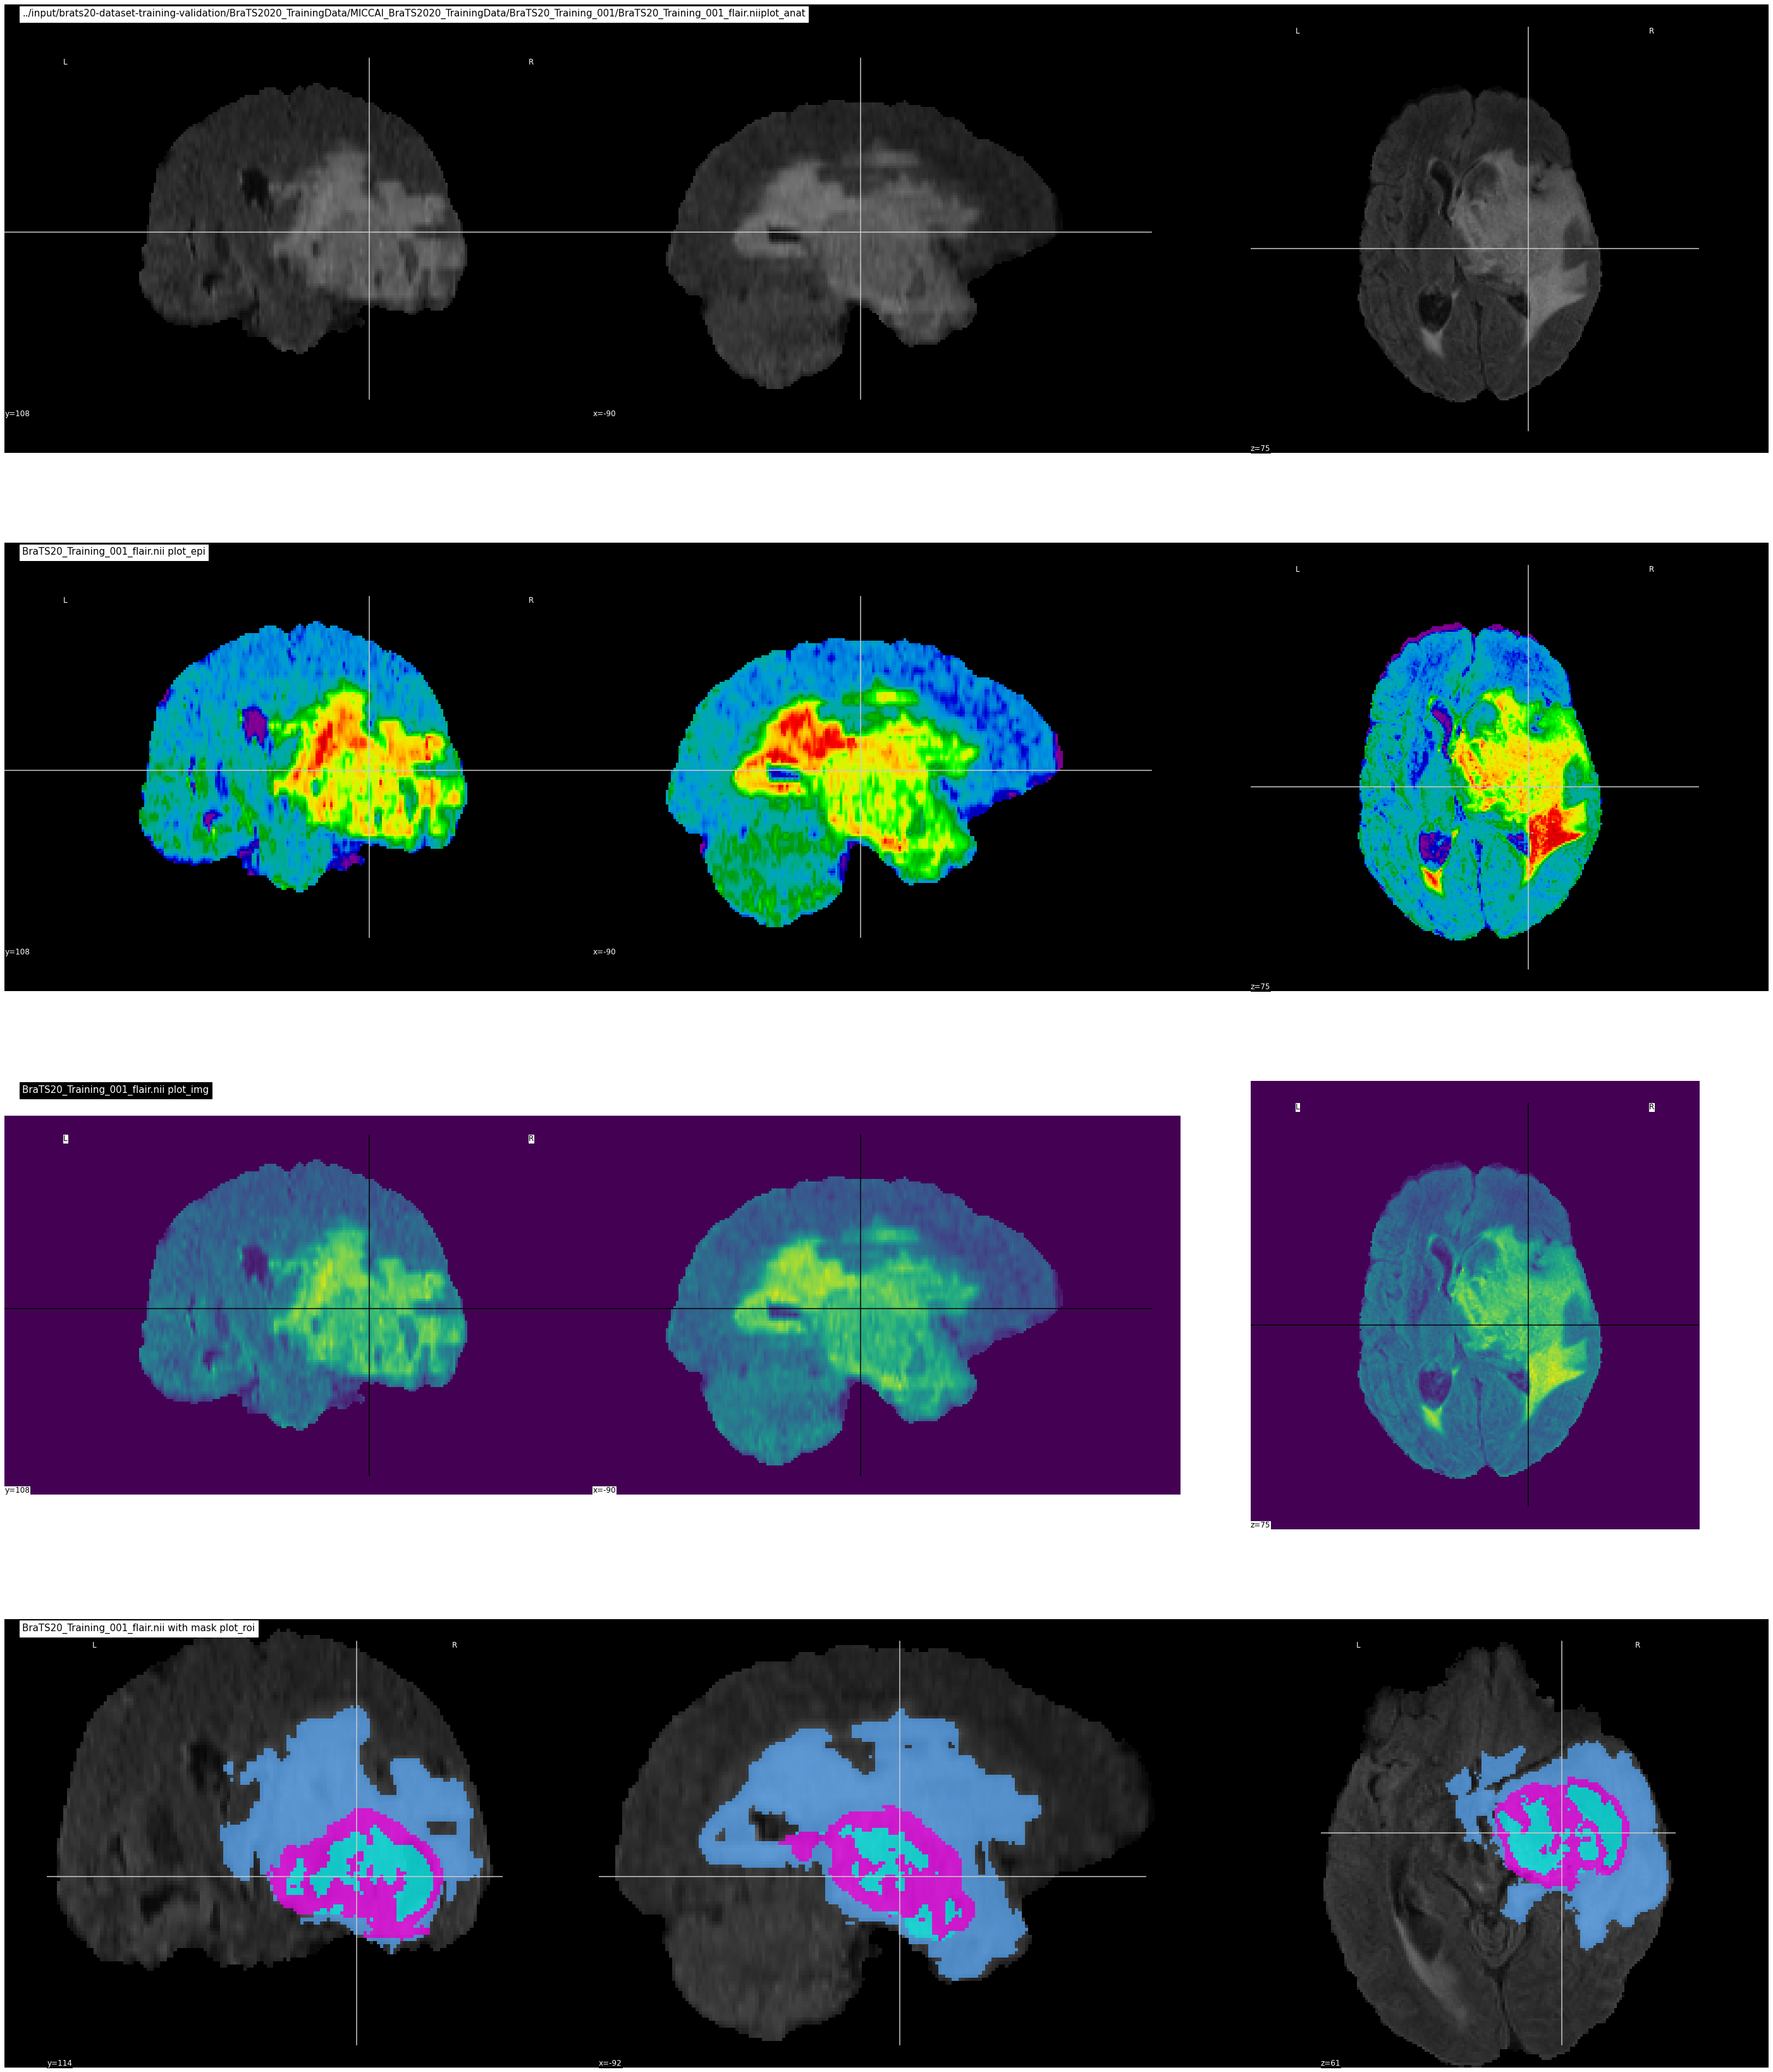 ../input/brats20-dataset-training-validation/BraTS2020_TrainingData/MICCAI_BraTS2020_TrainingData/BraTS20_Training_001/BraTS20_Training_001_flair.niiplot_anat
L R L R
y=108 x=-90 z=75
BraTS20_Training_001_flair.nii plot_epi
L R L R
y=108 x=-90 z=75
BraTS20_Training_001_flair.nii plot_img
L R L R
y=108 x=-90 z=75
BraTS20_Training_001_flair.nii with mask plot_roi
L R L R
y=114 x=-92 z=61